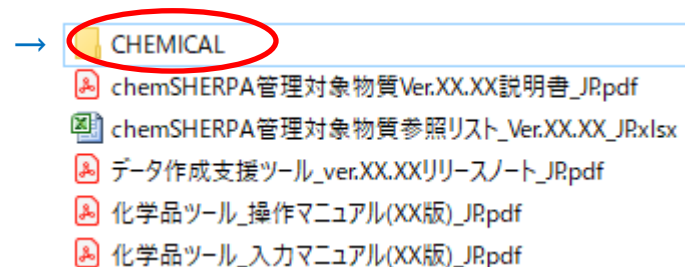 → CHEMICAL
chemSHERPA管理対象物質Ver.XX.XX説明書_JP.pdf
chemSHERPA管理対象物質参照リスト_Ver.XX.XX_JP.xlsx
データ作成支援ツール_ver.XX.XXリリースノート_JP.pdf
化学品ツール_操作マニュアル(XX版)_JP.pdf
化学品ツール_入力マニュアル(XX版)_JP.pdf